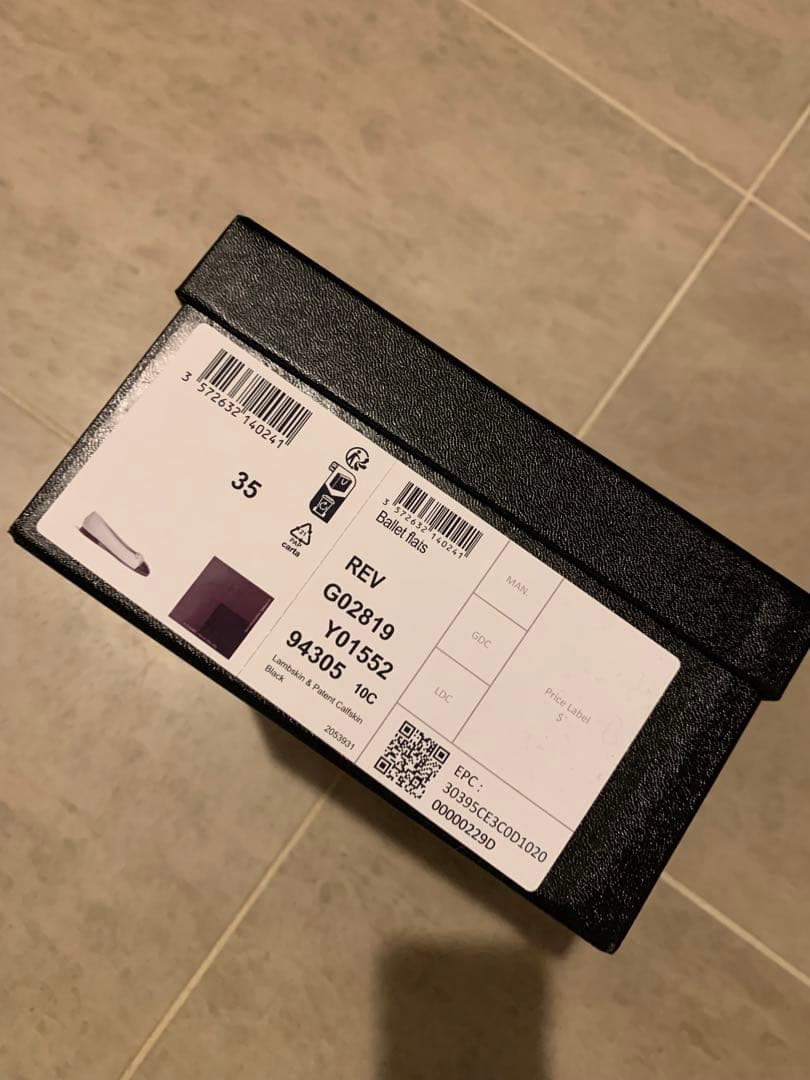 3 572632 140241
35
21
PAP
carta
3 572632 140241
Ballet flats
REV
G02819
Y01552
94305 10C
Lambskin & Patent Calfskin
Black
2053931
MAN.
GDC
LDC
Price Label
$
EPC :
30395CE3C0D1020
00000229D